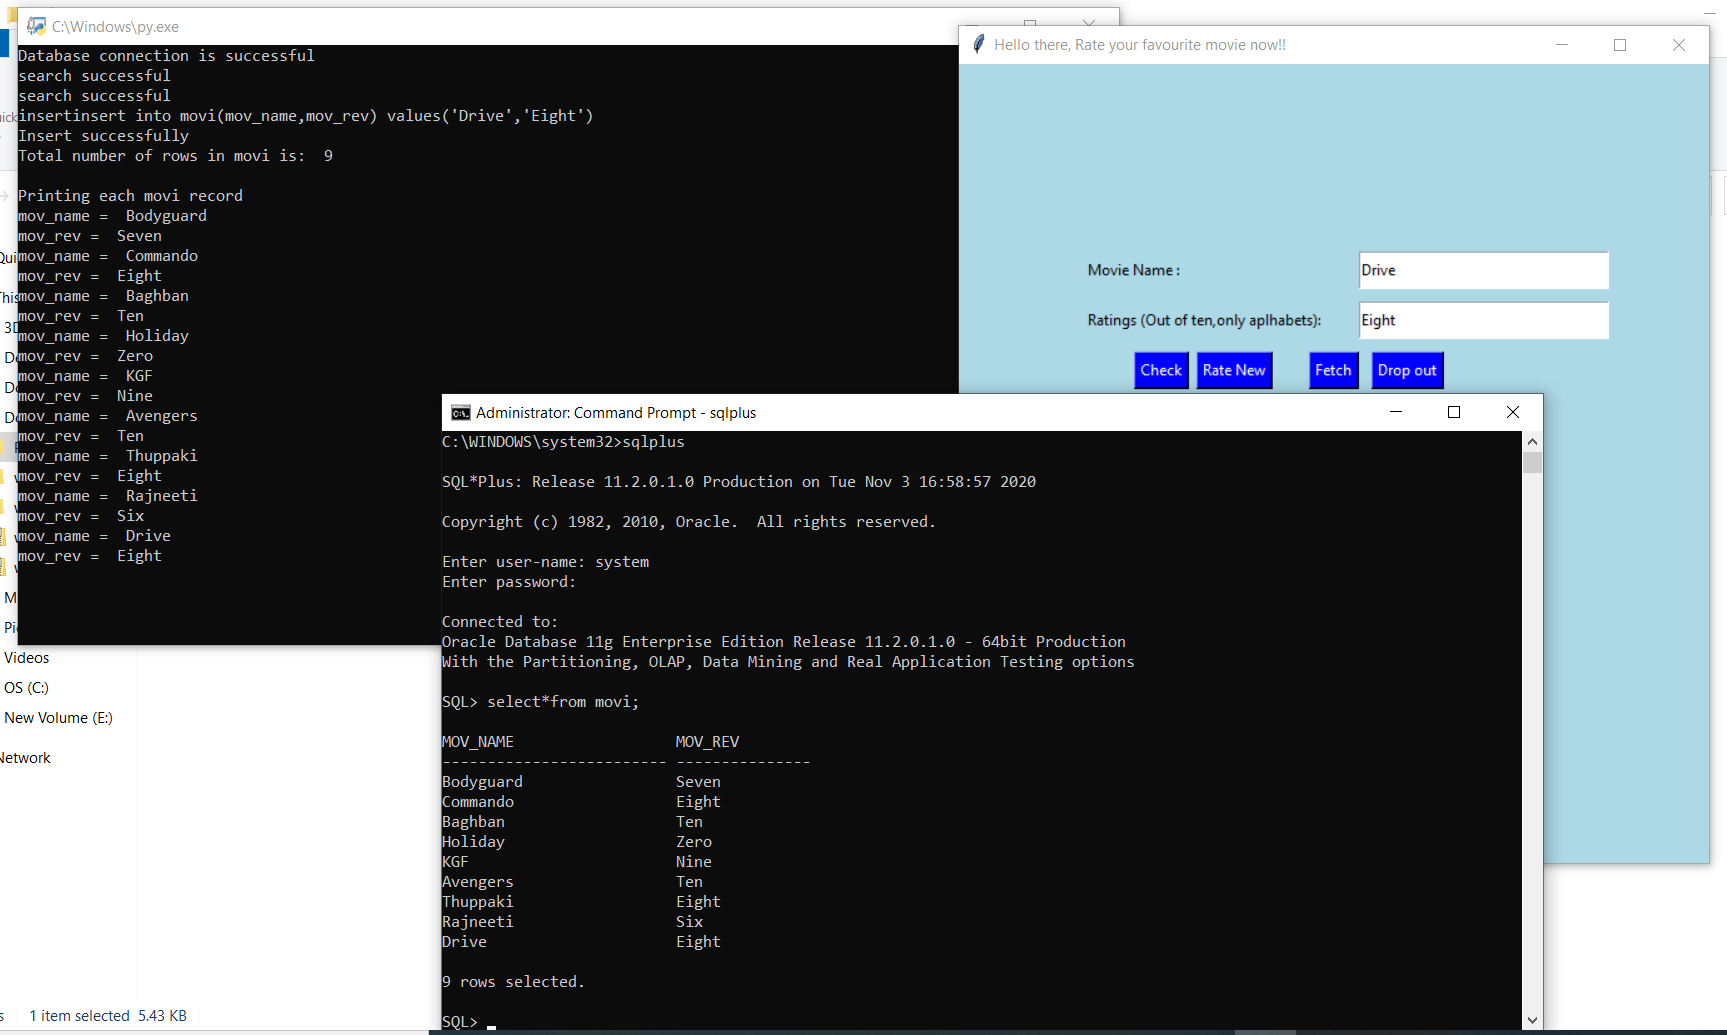 C:\Windows\py.exe
Database connection is successful
search successful
search successful
insertinsert into movi(mov_name,mov_rev) values('Drive','Eight')
Insert successfully
Total number of rows in movi is:  9
Printing each movi record
mov_name =  Bodyguard
mov_rev =  Seven
mov_name =  Commando
mov_rev =  Eight
mov_name =  Baghban
mov_rev =  Ten
mov_name =  Holiday
mov_rev =  Zero
mov_name =  KGF
mov_rev =  Nine
mov_name =  Avengers
mov_rev =  Ten
mov_name =  Thuppaki
mov_rev =  Eight
mov_name =  Rajneeti
mov_rev =  Six
mov_name =  Drive
mov_rev =  Eight
Hello there, Rate your favourite movie now!!
Movie Name :
Drive
Ratings (Out of ten,only aplhabets):
Eight
Check
Rate New
Fetch
Drop out
Administrator: Command Prompt - sqlplus
C:\WINDOWS\system32>sqlplus
SQL*Plus: Release 11.2.0.1.0 Production on Tue Nov 3 16:58:57 2020
Copyright (c) 1982, 2010, Oracle.  All rights reserved.
Enter user-name: system
Enter password:
Connected to:
Oracle Database 11g Enterprise Edition Release 11.2.0.1.0 - 64bit Production
With the Partitioning, OLAP, Data Mining and Real Application Testing options
SQL> select*from movi;
MOV_NAME                  MOV_REV
------------------------- ---------------
Bodyguard                 Seven
Commando                  Eight
Baghban                   Ten
Holiday                   Zero
KGF                       Nine
Avengers                  Ten
Thuppaki                  Eight
Rajneeti                  Six
Drive                     Eight
9 rows selected.
SQL>
uick
Qui
This
3D
De
Do
Do
M
Pi
Videos
OS (C:)
New Volume (E:)
Network
s
1 item selected  5.43 KB